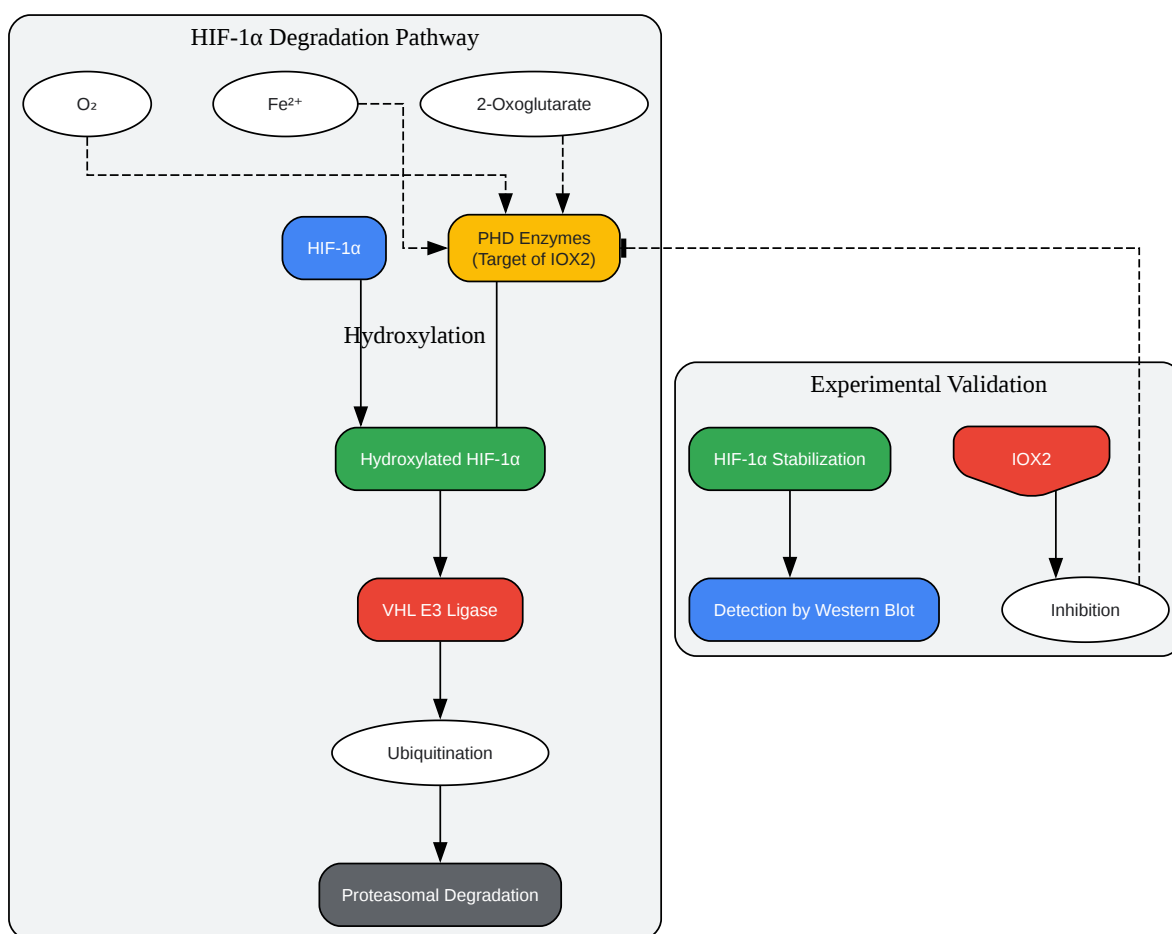 HIF-1α Degradation Pathway
O₂
Fe²⁺
2-Oxoglutarate
HIF-1α
PHD Enzymes
(Target of IOX2)
Hydroxylation
Hydroxylated HIF-1α
VHL E3 Ligase
Ubiquitination
Proteasomal Degradation
Experimental Validation
HIF-1α Stabilization
IOX2
Detection by Western Blot
Inhibition